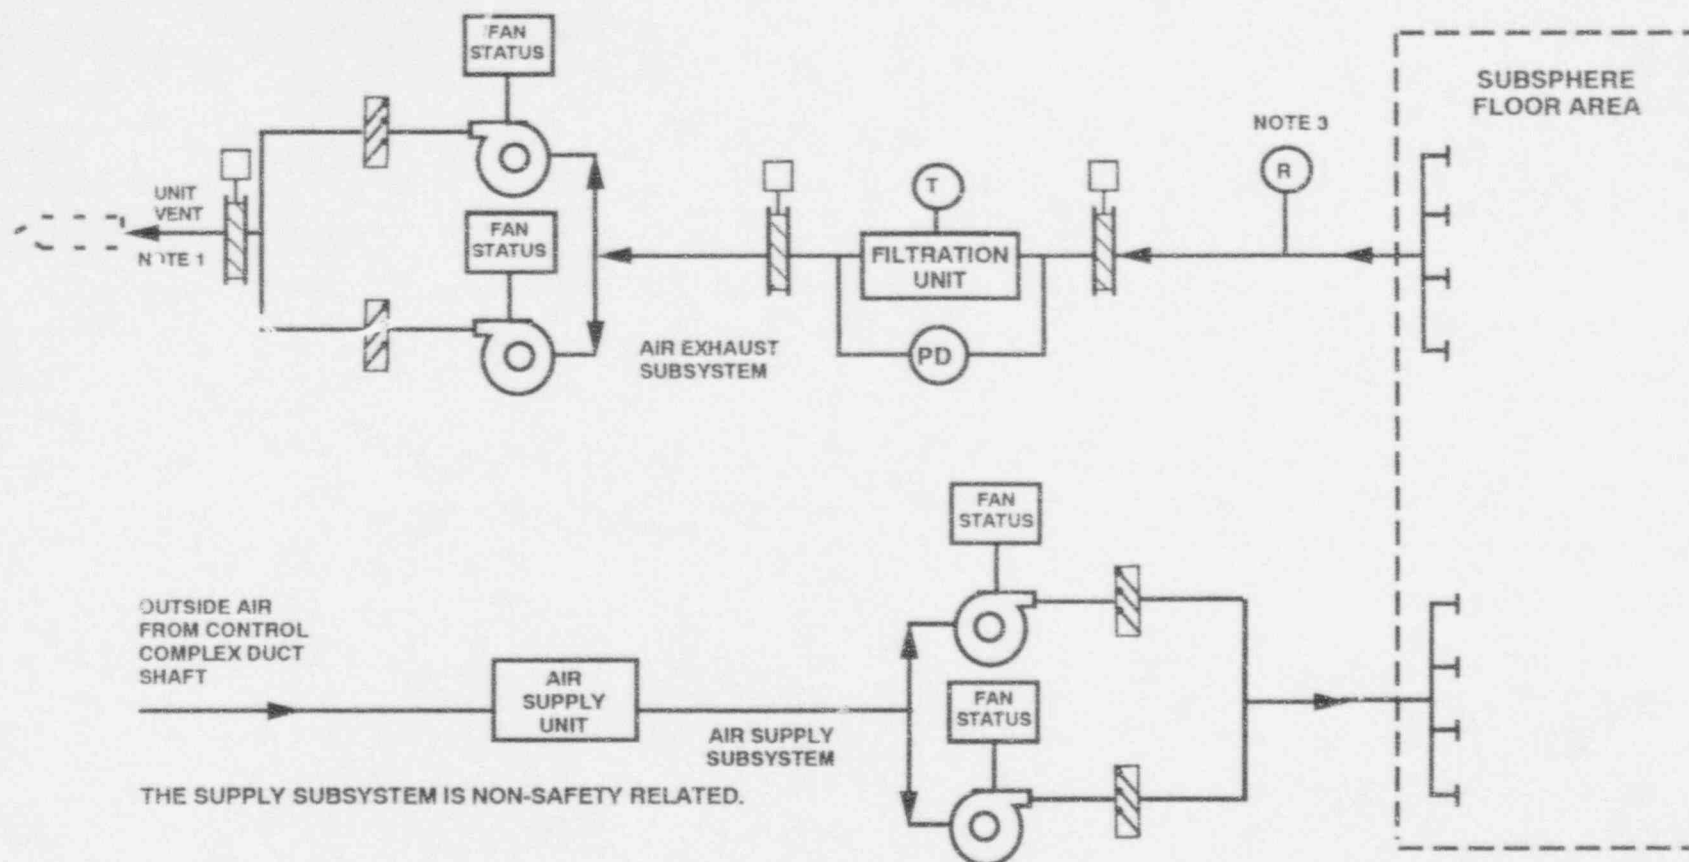 FAN
STATUS
SUBSPHERE
FLOOR AREA
NOTE 3
R
UNIT
VENT
NOTE 1
FAN
STATUS
T
FILTRATION
UNIT
PD
AIR EXHAUST
SUBSYSTEM
FAN
STATUS
OUTSIDE AIR
FROM CONTROL
COMPLEX DUCT
SHAFT
AIR
SUPPLY
UNIT
FAN
STATUS
AIR SUPPLY
SUBSYSTEM
THE SUPPLY SUBSYSTEM IS NON-SAFETY RELATED.